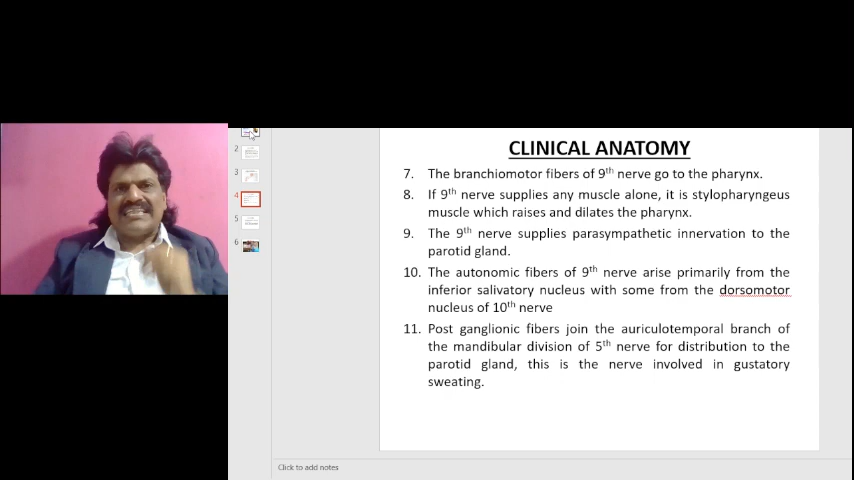 CLINICAL ANATOMY
7. The branchiomotor fibers of 9th nerve go to the pharynx.
8. If 9th nerve supplies any muscle alone, it is stylopharyngeus
muscle which raises and dilates the pharynx.
9. The 9th nerve supplies parasympathetic innervation to the
parotid gland.
10. The autonomic fibers of 9th nerve arise primarily from the
inferior salivatory nucleus with some from the dorsomotor
nucleus of 10th nerve
11. Post ganglionic fibers join the auriculotemporal branch of
the mandibular division of 5th nerve for distribution to the
parotid gland, this is the nerve involved in gustatory
sweating.
2
3
4
5
6
Click to add notes